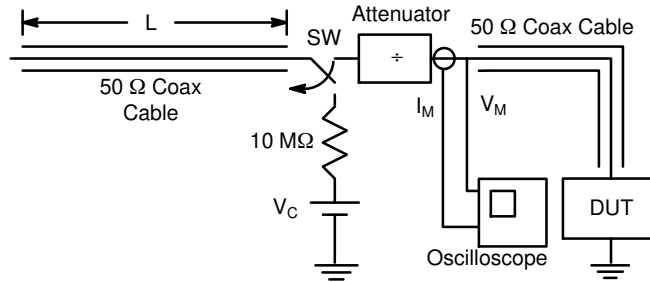 L
SW
Attenuator
÷
50 Ω Coax Cable
50 Ω Coax
Cable
I_M
V_M
10 MΩ
V_C
DUT
Oscilloscope